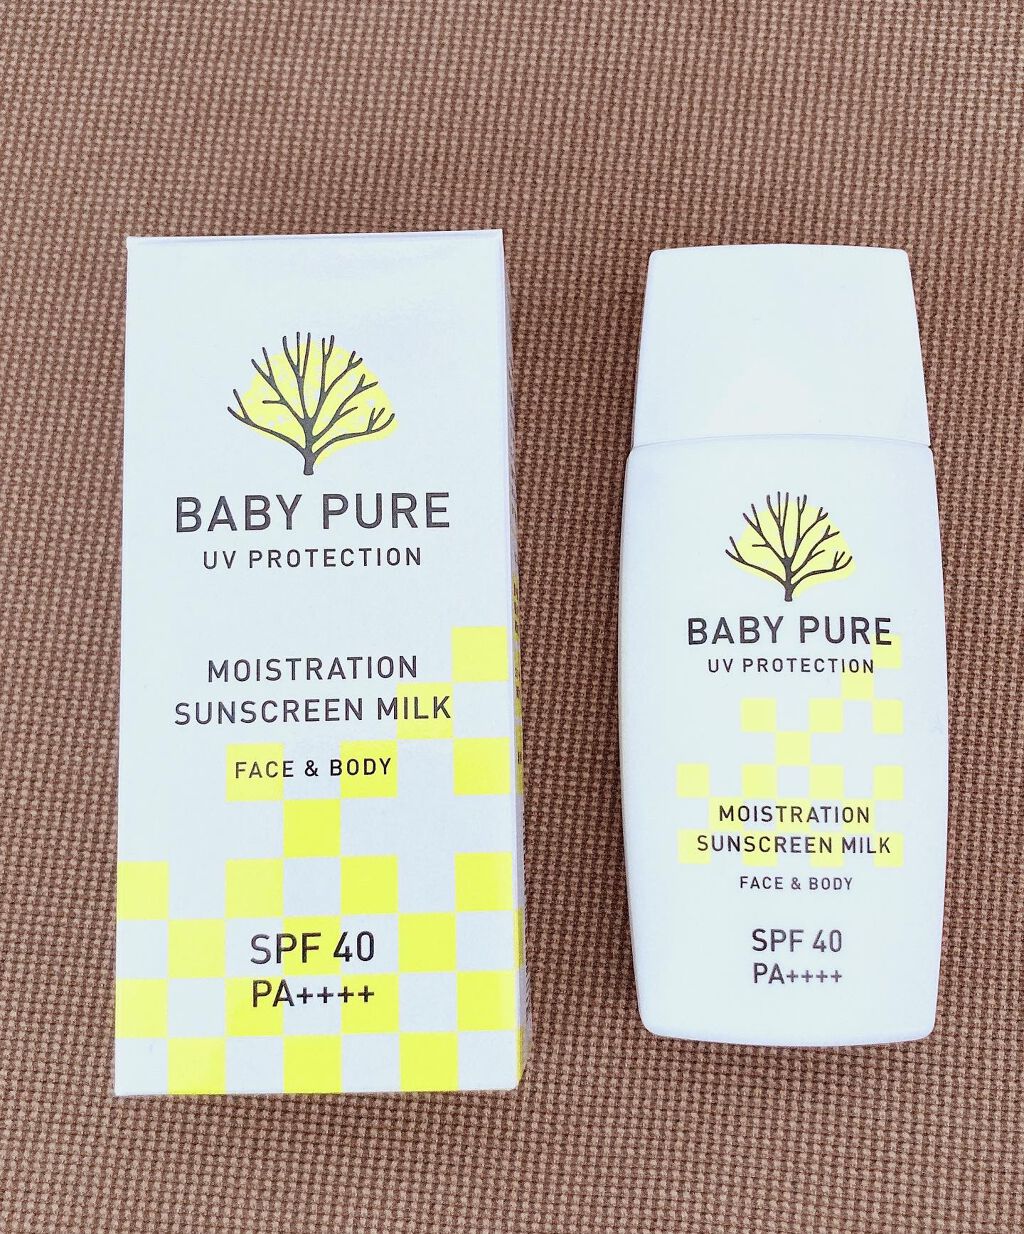 BABY PURE
UV PROTECTION
MOISTRATION
SUNSCREEN MILK
FACE & BODY
SPF 40
PA++++
BABY PURE
UV PROTECTION
MOISTRATION
SUNSCREEN MILK
FACE & BODY
SPF 40
PA++++